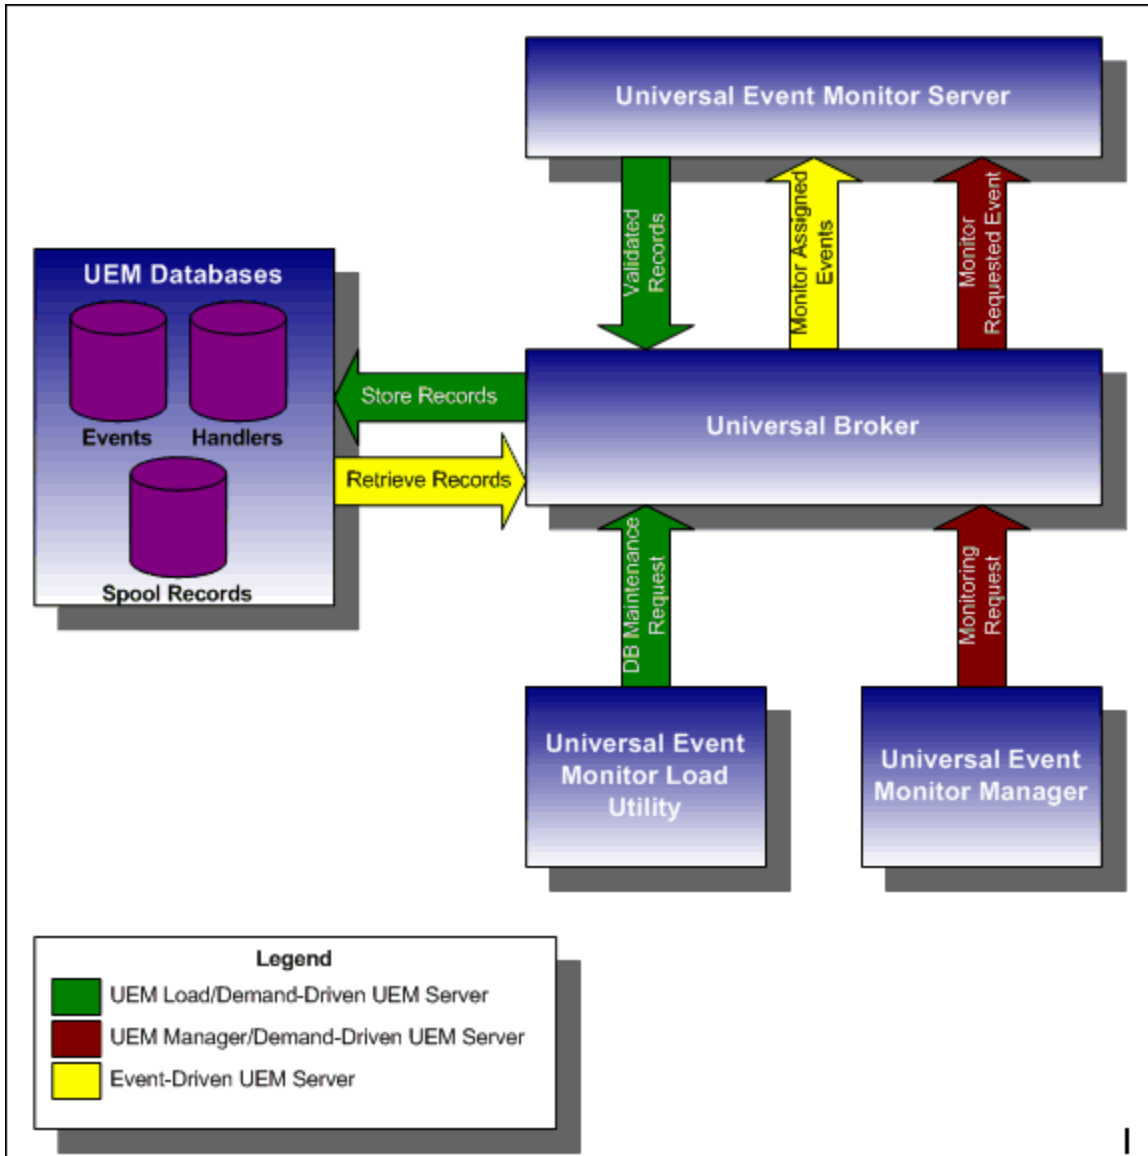 Universal Event Monitor Server
Validated
Records
Monitor Assigned
Events
Monitor
Requested Event
UEM Databases
Events
Handlers
Spool Records
Store Records
Retrieve Records
Universal Broker
DB Maintenance
Request
Monitoring
Request
Universal Event
Monitor Load
Utility
Universal Event
Monitor Manager
Legend
UEM Load/Demand-Driven UEM Server
UEM Manager/Demand-Driven UEM Server
Event-Driven UEM Server